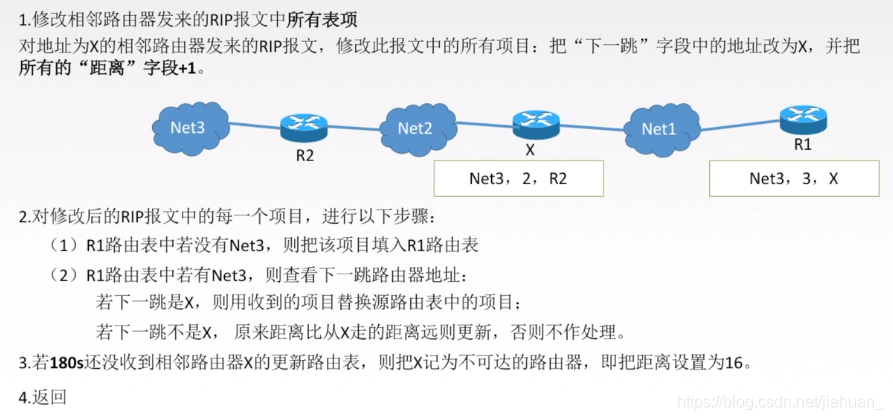 1.修改相邻路由器发来的RIP报文中所有表项
对地址为X的相邻路由器发来的RIP报文，修改此报文中的所有项目：把“下一跳”字段中的地址改为X，并把
所有的“距离”字段+1。
Net3
R2
Net2
X
Net1
R1
Net3，2，R2
Net3，3，X
2.对修改后的RIP报文中的每一个项目，进行以下步骤：
（1）R1路由表中若没有Net3，则把该项目填入R1路由表
（2）R1路由表中若有Net3，则查看下一跳路由器地址：
若下一跳是X，则用收到的项目替换源路由表中的项目；
若下一跳不是X， 原来距离比从X走的距离远则更新，否则不作处理。
3.若180s还没收到相邻路由器X的更新路由表，则把X记为不可达的路由器，即把距离设置为16。
4.返回
https://blog.csdn.net/jiahuan_